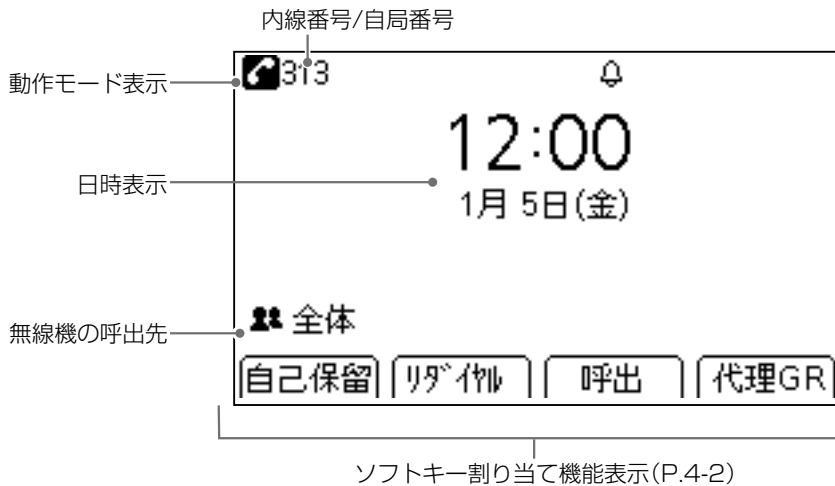 内線番号/自局番号
動作モード表示
313
12:00
日時表示
1月 5日(金)
全体
無線機の呼出先
自己保留 リダイヤル 呼出 代理GR
ソフトキー割り当て機能表示(P.4-2)